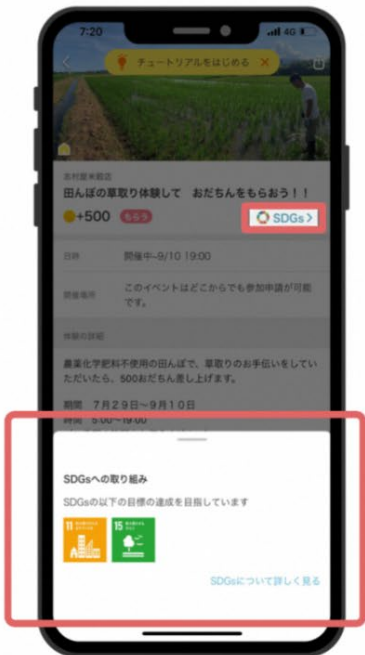 7:20
4G
チュートリアルをはじめる ×
志村屋米穀店
田んぼの草取り体験して　おだちんをもらおう！！
+500 もらう
SDGs >
日時 開催中~9/10 19:00
開催場所 このイベントはどこからでも参加申請が可能
です。
体験の詳細
農薬化学肥料不使用の田んぼで、草取りのお手伝いをしてい
ただいたら、500おだちん差し上げます。
期間　7月29日〜9月10日
時間　5:00~19:00
SDGsへの取り組み
SDGsの以下の目標の達成を目指しています
11
15
SDGsについて詳しく見る